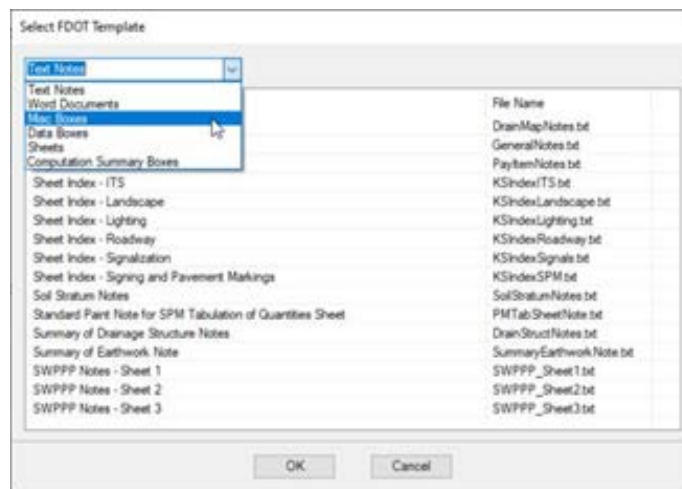 Select FDOT Template
Text Notes
Text Notes
Word Documents
Misc Boxes
Data Boxes
Sheets
Computation Summary Boxes
File Name
DrainMapNotes.txt
GeneralNotes.txt
PayItemNotes.txt
Sheet Index - ITS KSIndexITS.txt
Sheet Index - Landscape KSIndexLandscape.txt
Sheet Index - Lighting KSIndexLighting.txt
Sheet Index - Roadway KSIndexRoadway.txt
Sheet Index - Signalization KSIndexSignals.txt
Sheet Index - Signing and Pavement Markings KSIndexSPM.txt
Soil Stratum Notes SoilStratumNotes.txt
Standard Paint Note for SPM Tabulation of Quantities Sheet PMTabSheetNote.txt
Summary of Drainage Structure Notes DrainStructNotes.txt
Summary of Earthwork Note SummaryEarthworkNote.txt
SWPPP Notes - Sheet 1 SWPPP_Sheet1.txt
SWPPP Notes - Sheet 2 SWPPP_Sheet2.txt
SWPPP Notes - Sheet 3 SWPPP_Sheet3.txt
OK Cancel